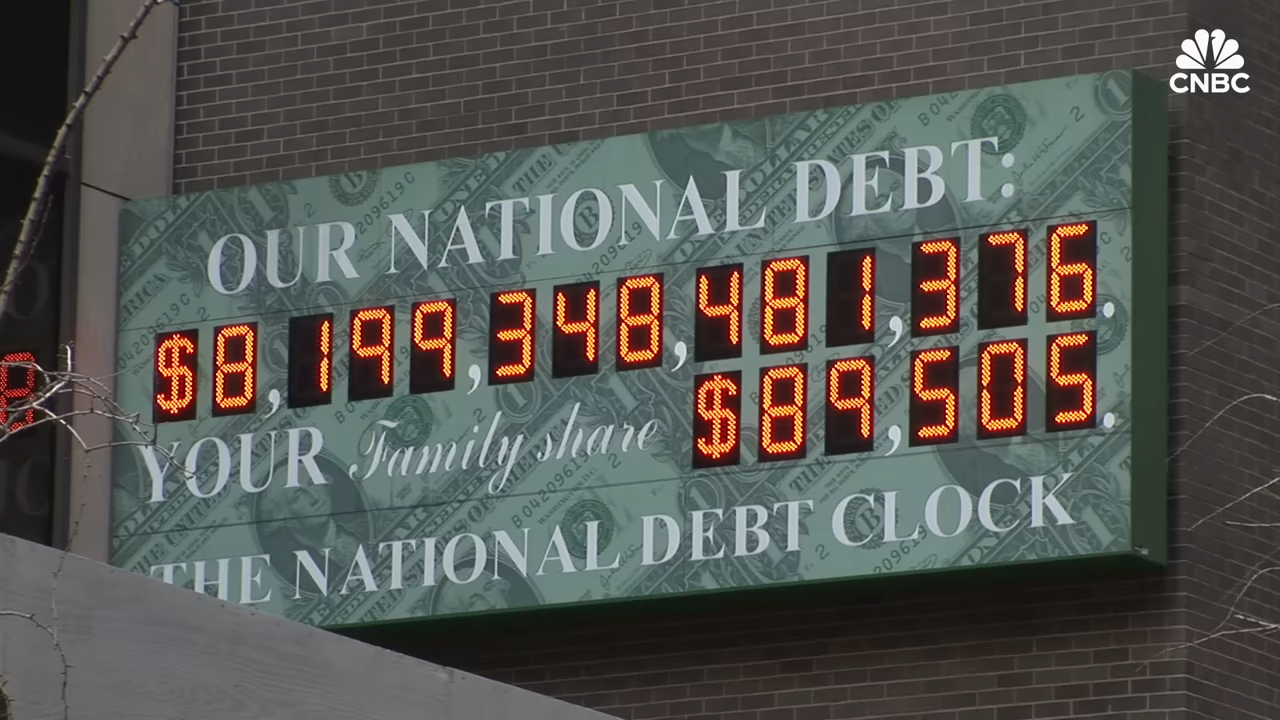 CNBC
OUR NATIONAL DEBT:
$8,199,348,481,376.
YOUR Family share $89,505.
THE NATIONAL DEBT CLOCK